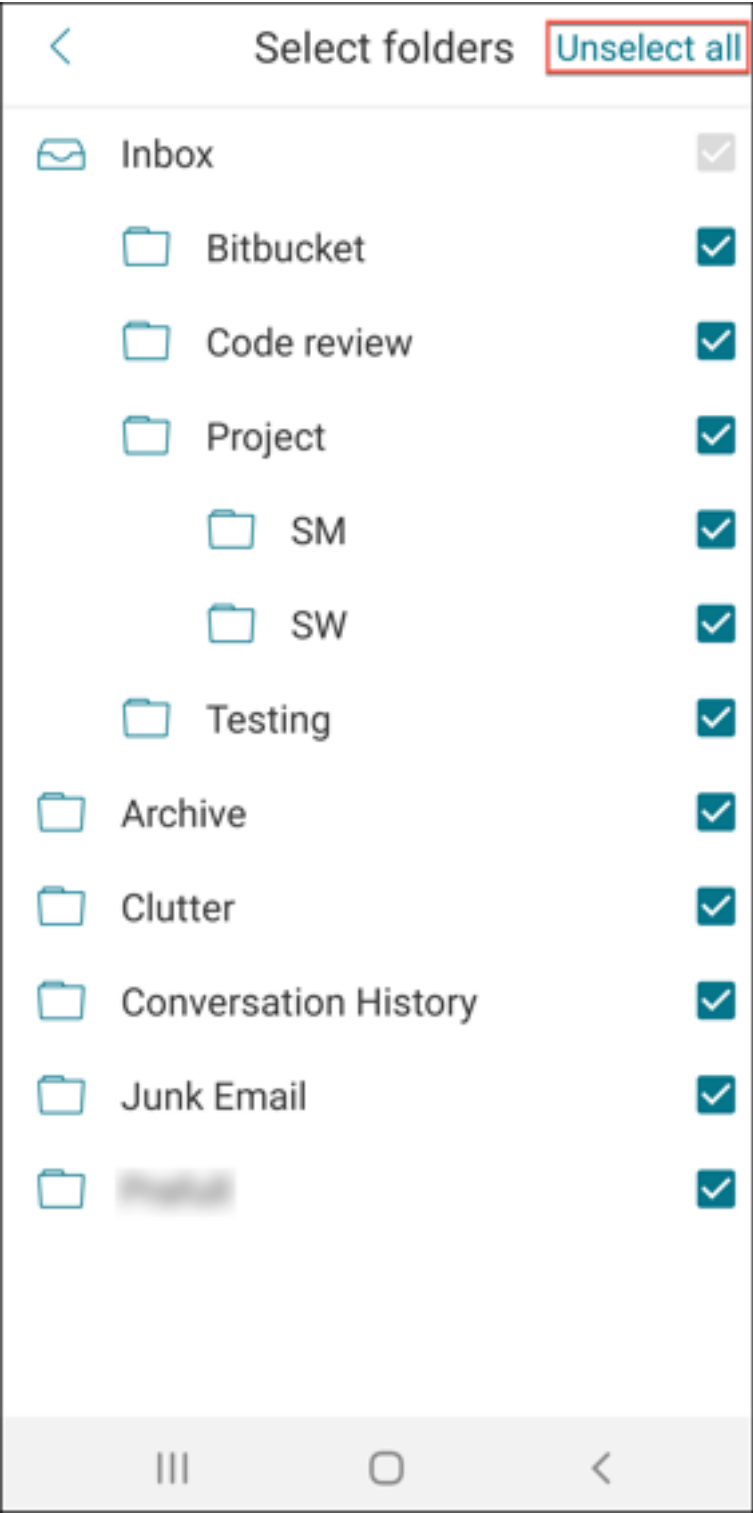 Select folders Unselect all
Inbox
Bitbucket
Code review
Project
SM
SW
Testing
Archive
Clutter
Conversation History
Junk Email